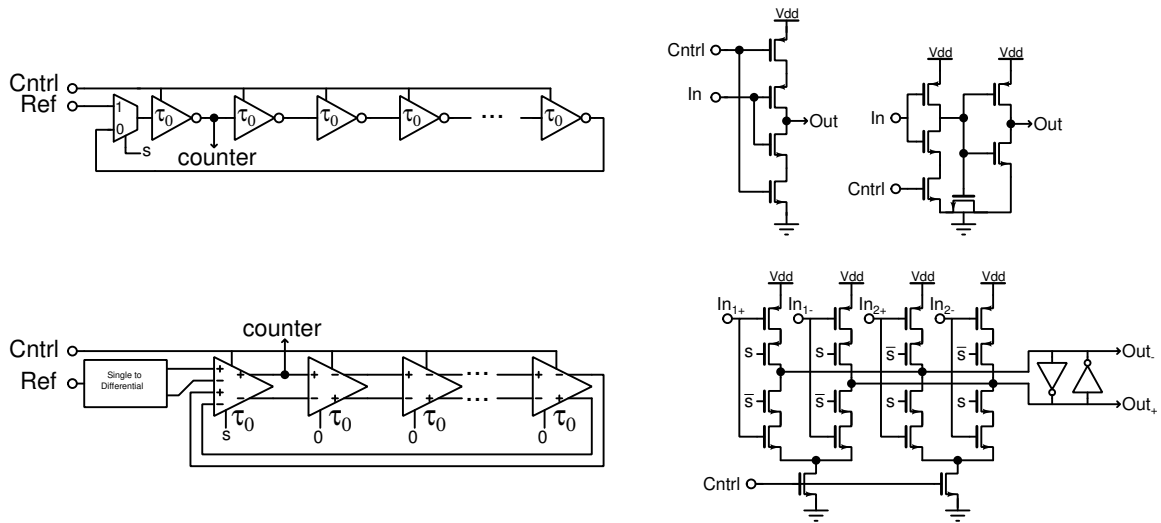 Cntrl
Ref
1
0
s
τ0
τ0
τ0
τ0
...
τ0
counter
Vdd
Cntrl
In
Out
Vdd
Vdd
In
Out
Cntrl
counter
Cntrl
Ref
Single to
Differential
+
−
+
−
+
−
s
τ0
+ −
− +
0
τ0
+ −
− +
0
τ0
...
...
+ −
− +
0
τ0
Vdd
Vdd
Vdd
Vdd
In1+
In1-
In2+
In2-
s
s
s̅
s̅
s̅
s̅
s
s
Out-
Out+
Cntrl